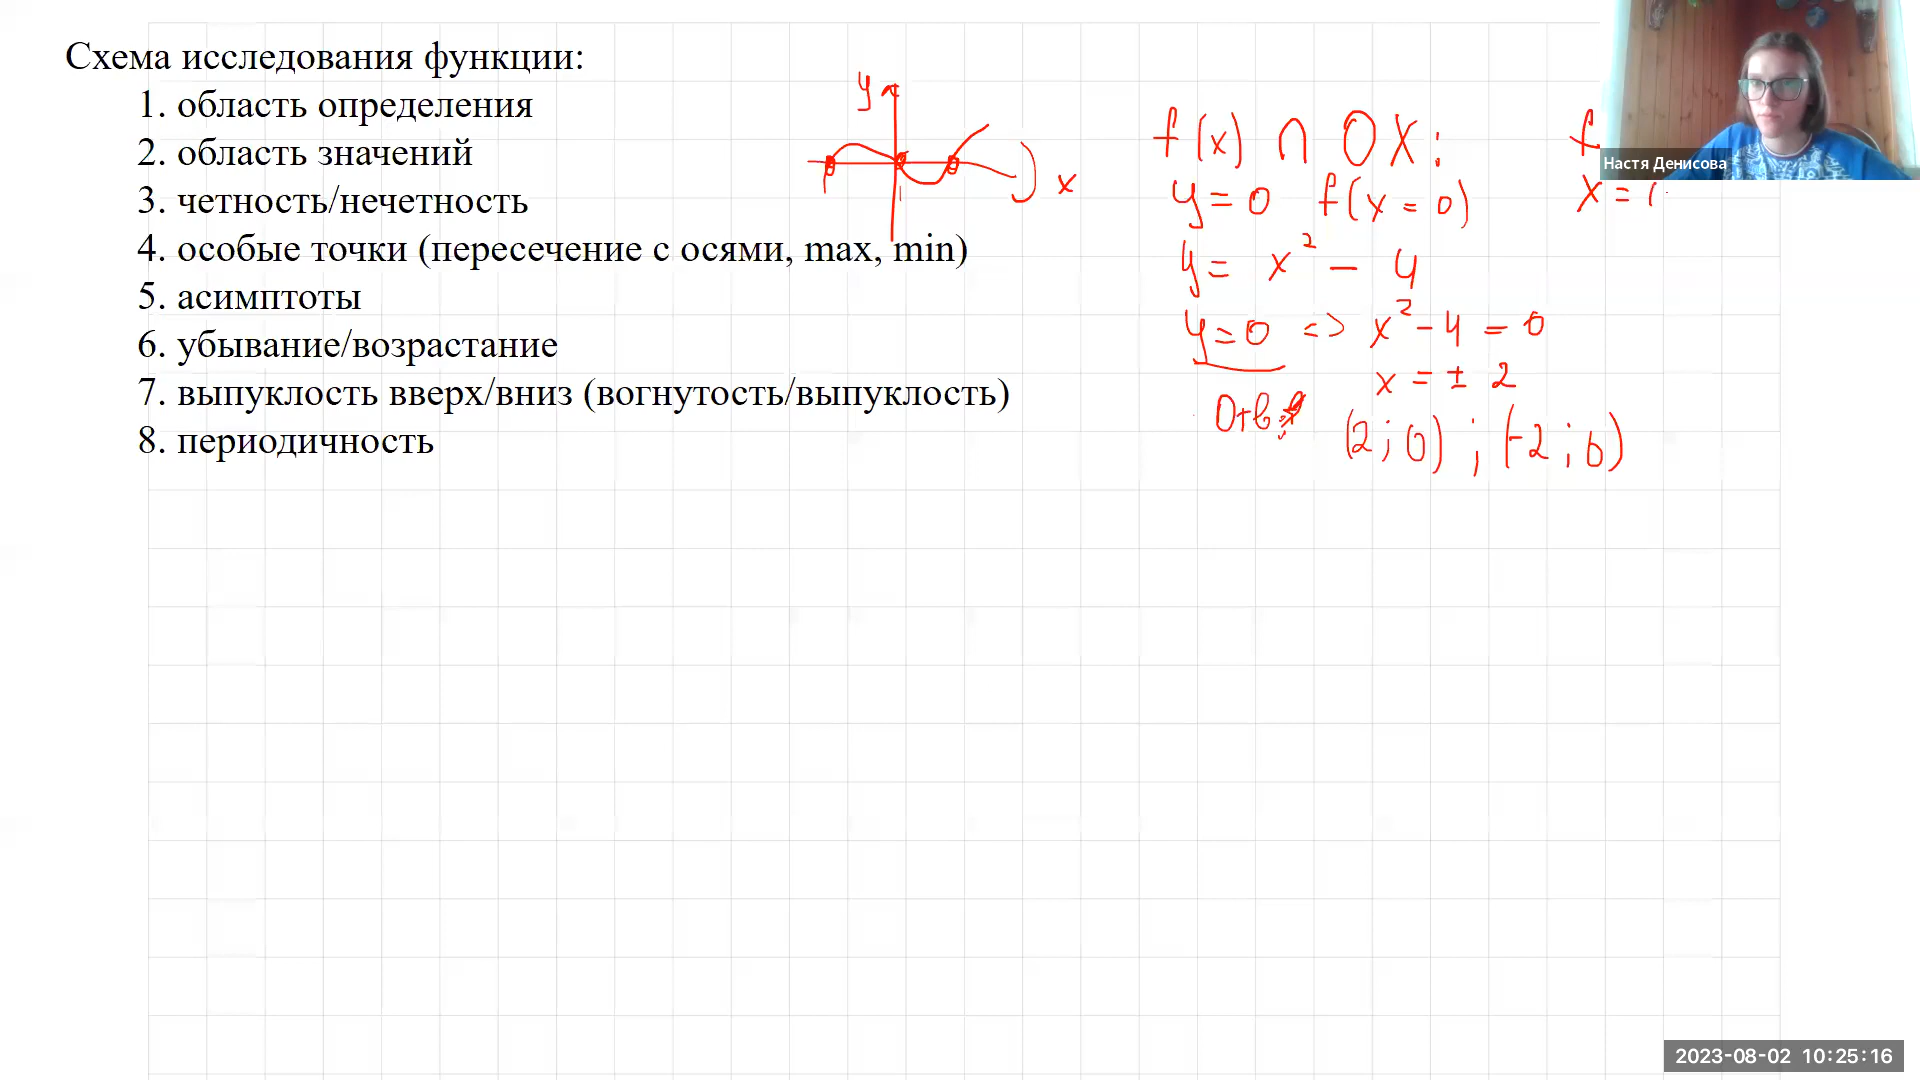 Схема исследования функции:
1. область определения
2. область значений
3. четность/нечетность
4. особые точки (пересечение с осями, max, min)
5. асимптоты
6. убывание/возрастание
7. выпуклость вверх/вниз (вогнутость/выпуклость)
8. периодичность
y
x
f(x) ∩ OX:
y = 0 f(x = 0)
y = x² - 4
y = 0 => x² - 4 = 0
x = ± 2
Отв:
(2; 0) ; (-2; 0)
f
x =
Настя Денисова
2023-08-02 10:25:16